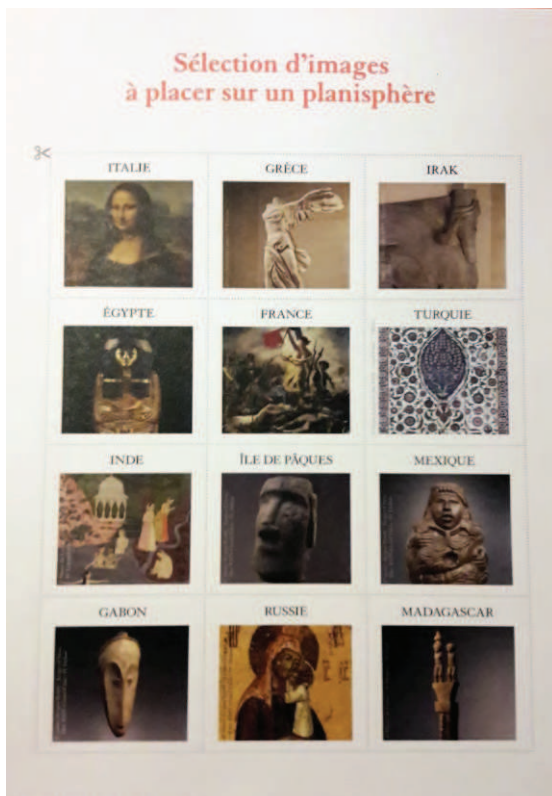 Sélection d'images
à placer sur un planisphère
ITALIE
GRÈCE
IRAK
ÉGYPTE
FRANCE
TURQUIE
INDE
ÎLE DE PÂQUES
MEXIQUE
GABON
RUSSIE
MADAGASCAR